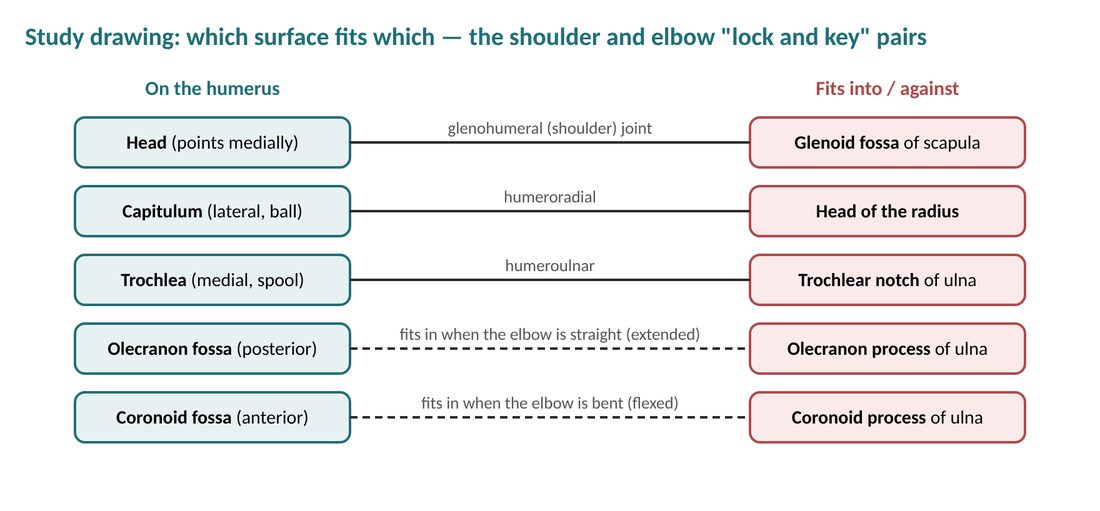 Study drawing: which surface fits which — the shoulder and elbow "lock and key" pairs
On the humerus
Fits into / against
Head (points medially)
glenohumeral (shoulder) joint
Glenoid fossa of scapula
Capitulum (lateral, ball)
humeroradial
Head of the radius
Trochlea (medial, spool)
humeroulnar
Trochlear notch of ulna
Olecranon fossa (posterior)
fits in when the elbow is straight (extended)
Olecranon process of ulna
Coronoid fossa (anterior)
fits in when the elbow is bent (flexed)
Coronoid process of ulna